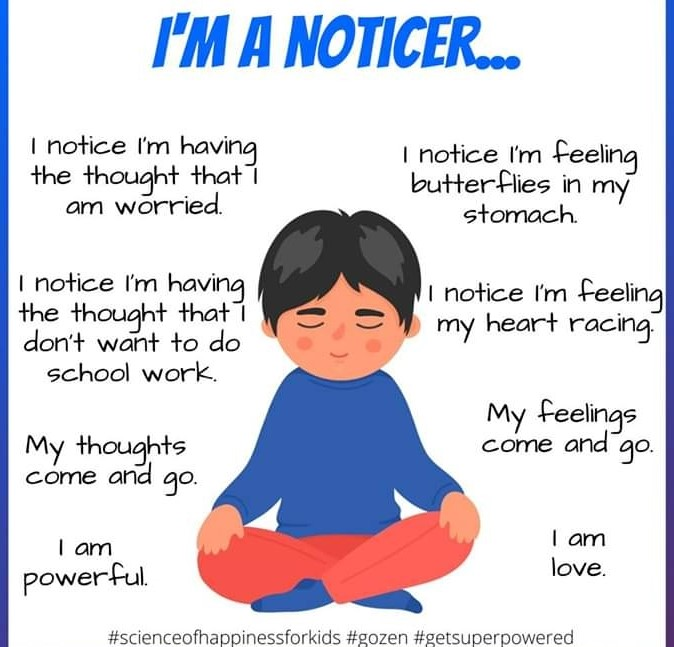 I'M A NOTICER...
I notice I'm having
the thought that I
am worried.
I notice I'm having
the thought that I
don't want to do
school work.
My thoughts
come and go.
I am
powerful.
I notice I'm feeling
butterflies in my
stomach.
I notice I'm feeling
my heart racing.
My feelings
come and go.
I am
love.
#scienceofhappinessforkids #gozen #getsuperpowered